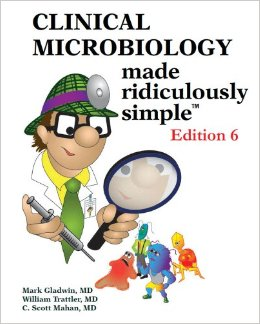 CLINICAL
MICROBIOLOGY
made
ridiculously
simple™
Edition 6
Mark Gladwin, MD
William Trattler, MD
C. Scott Mahan, MD